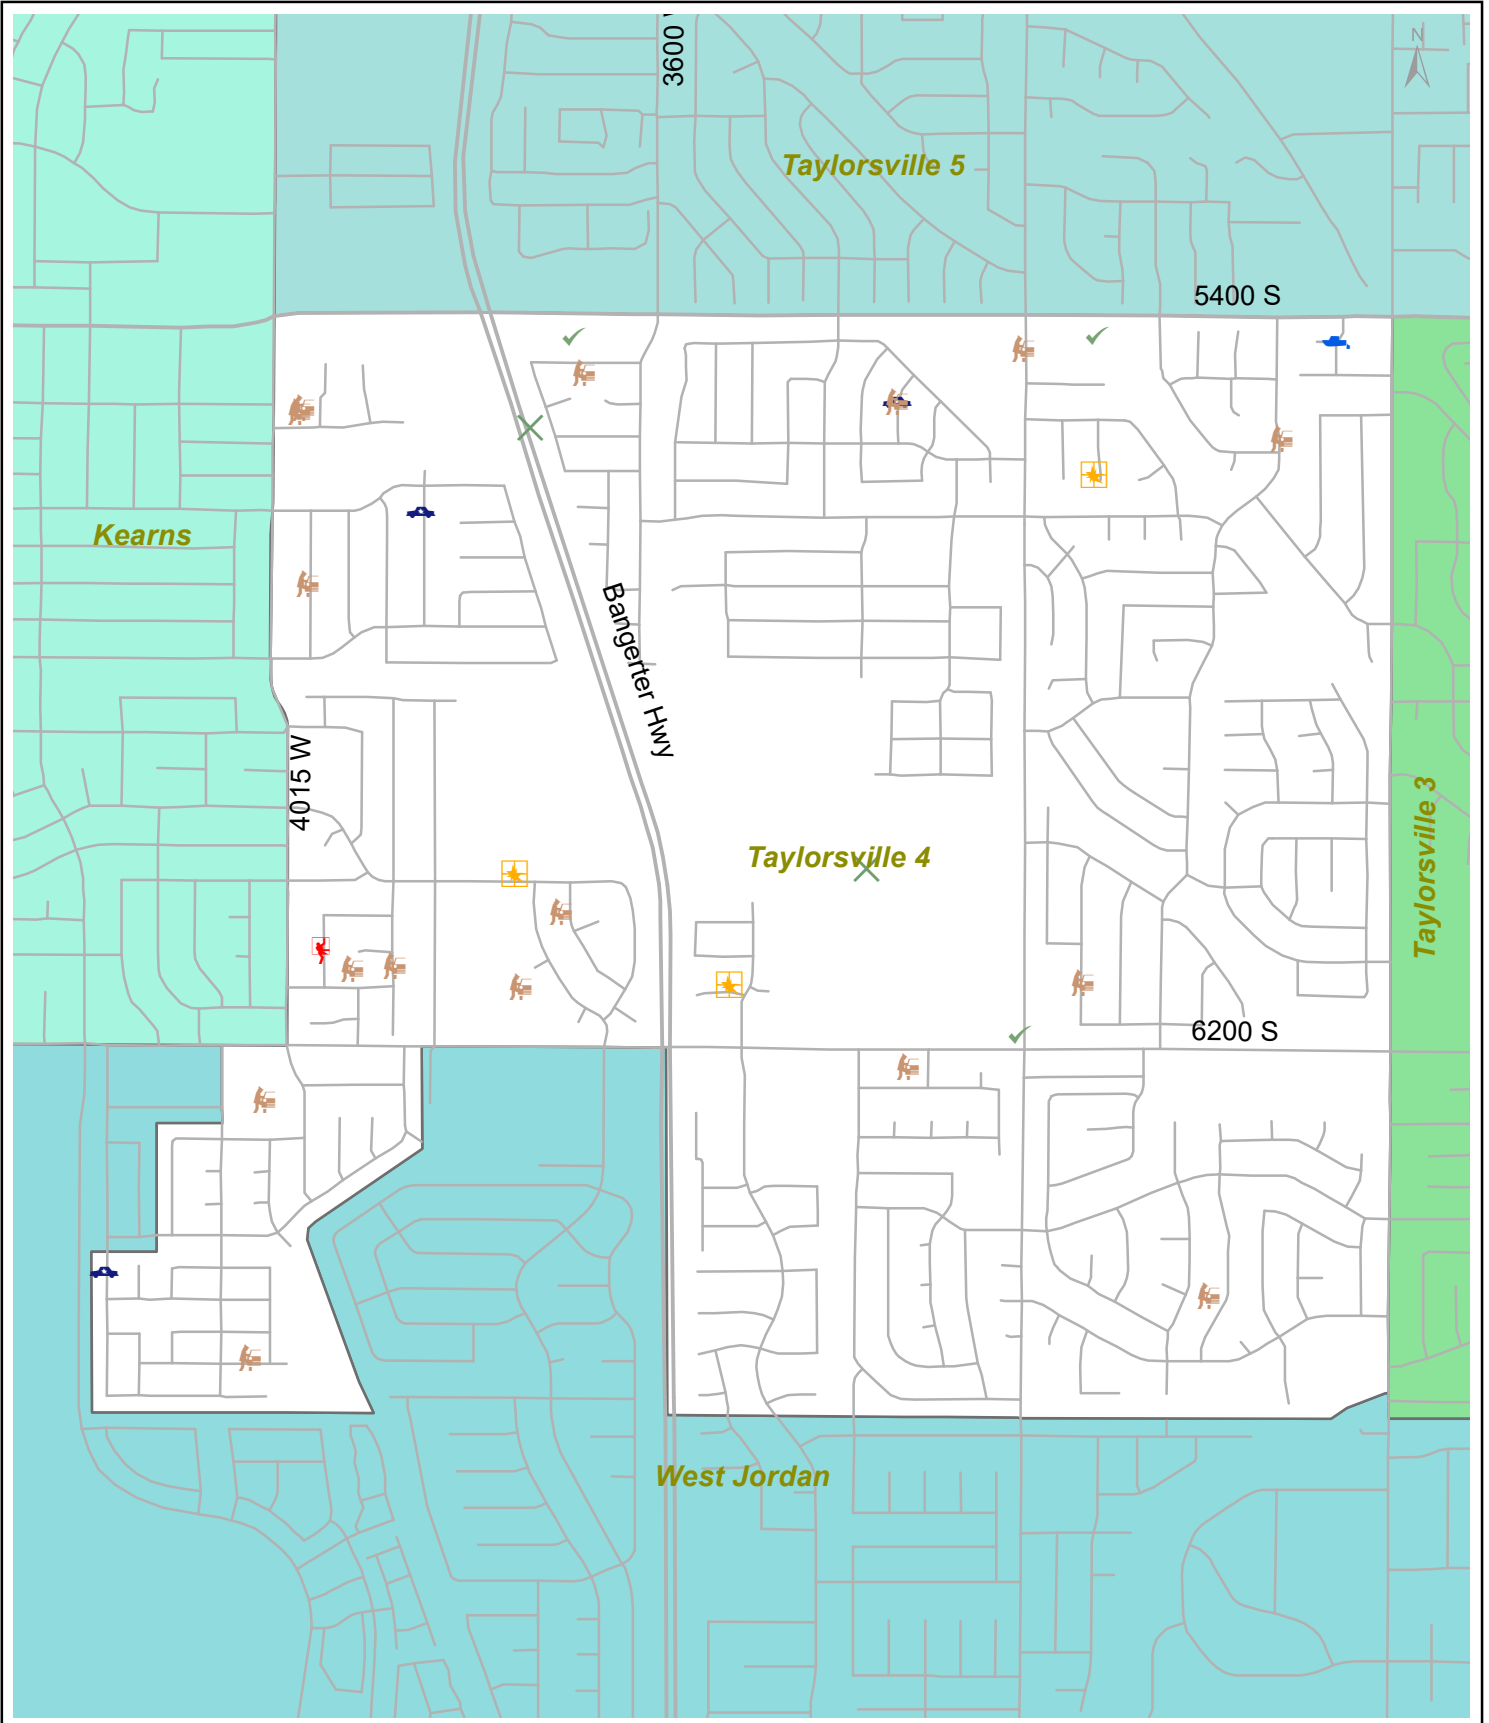 N
3600
Taylorsville 5
5400 S
Kearns
Bangerter Hwy
4015 W
Taylorsville 4
Taylorsville 3
6200 S
West Jordan